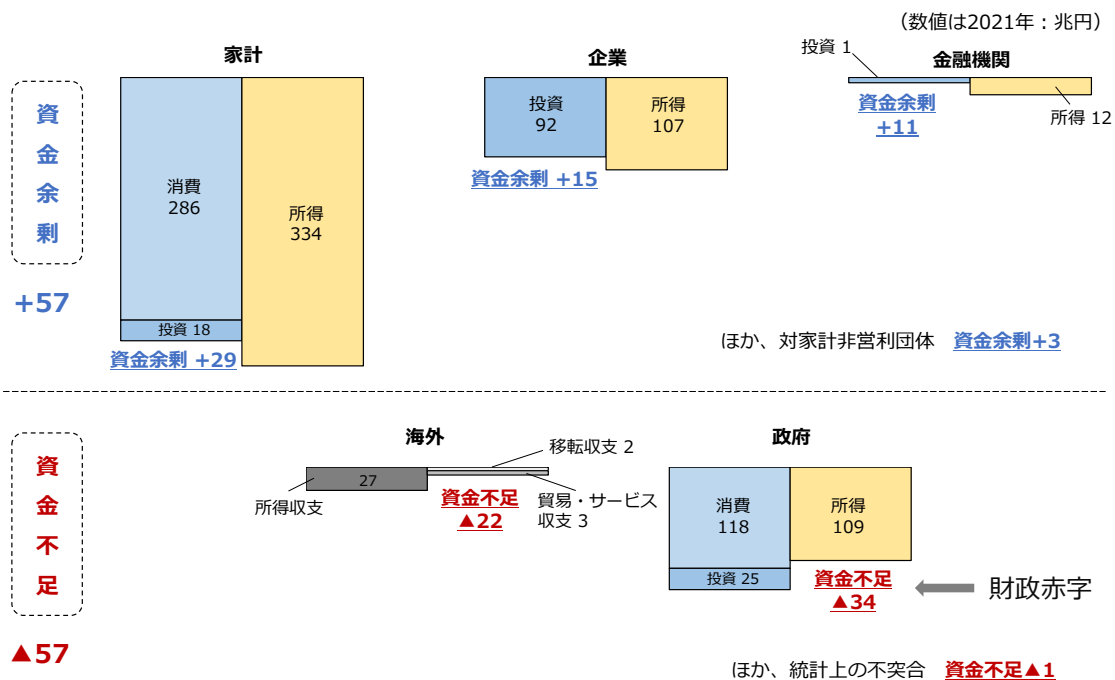 （数値は2021年：兆円）
資金余剰
+57
家計
消費
286
投資 18
所得
334
資金余剰 +29
企業
投資
92
所得
107
資金余剰 +15
投資 1
金融機関
資金余剰
+11
所得 12
ほか、対家計非営利団体　資金余剰+3
資金不足
▲57
海外
27
所得収支
移転収支 2
貿易・サービス
収支 3
資金不足
▲22
政府
消費
118
投資 25
所得
109
資金不足
▲34
財政赤字
ほか、統計上の不突合　資金不足▲1